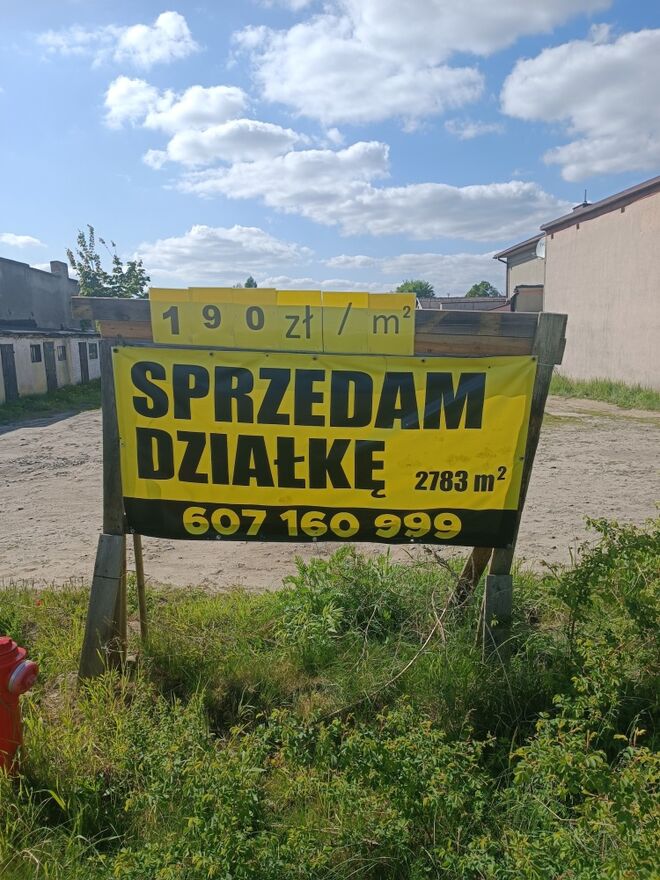 190 zł / m²
SPRZEDAM
DZIAŁKĘ 2783 m²
607 160 999